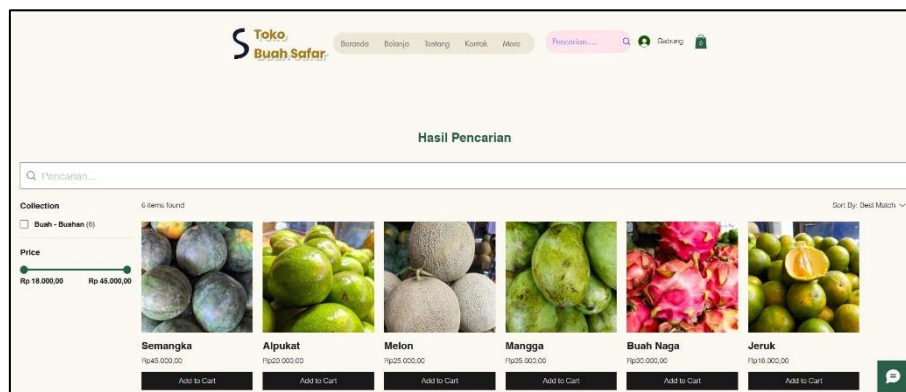 Toko
Buah Safar
Beranda Belanja Tentang Kontak More
Pencarian....
Gabung
0
Hasil Pencarian
Pencarian...
Collection
Buah - Buahan (6)
Price
Rp 18.000,00 Rp 45.000,00
6 items found
Sort By: Best Match
Semangka Alpukat Melon Mangga Buah Naga Jeruk
Rp45.000,00 Rp20.000,00 Rp25.000,00 Rp35.000,00 Rp30.000,00 Rp18.000,00
Add to Cart Add to Cart Add to Cart Add to Cart Add to Cart Add to Cart